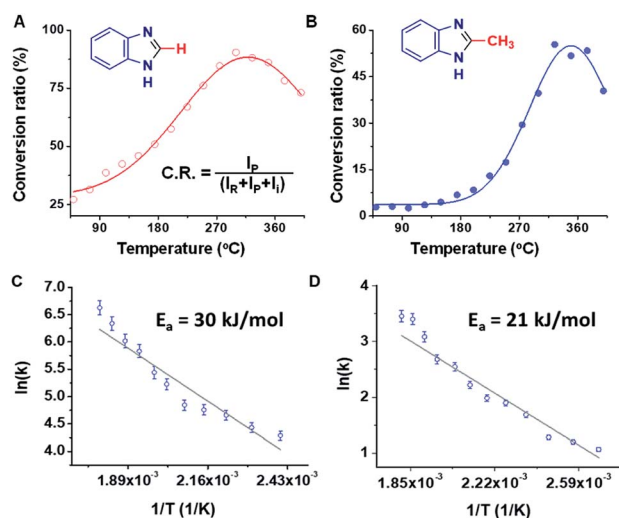 A
B
N
H
N
H
N
CH3
N
H
C.R. = IP / (IR+IP+Ii)
Conversion ratio (%)
100
75
50
25
90 180 270 360
Temperature (ºC)
Conversion ratio (%)
60
45
30
15
0
90 180 270 360
Temperature (ºC)
C
Ea = 30 kJ/mol
ln(k)
7.0
6.5
6.0
5.5
5.0
4.5
4.0
1.89x10-3 2.16x10-3 2.43x10-3
1/T (1/K)
D
Ea = 21 kJ/mol
ln(k)
4
3
2
1
1.85x10-3 2.22x10-3 2.59x10-3
1/T (1/K)